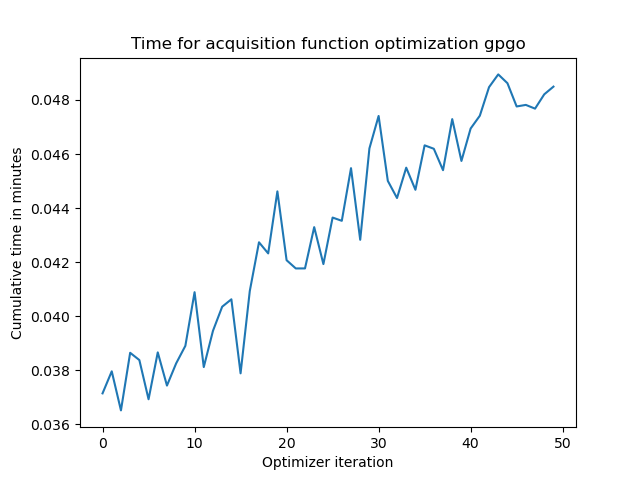 Time for acquisition function optimization gpgo
Cumulative time in minutes
0.048
0.046
0.044
0.042
0.040
0.038
0.036
0 10 20 30 40 50
Optimizer iteration